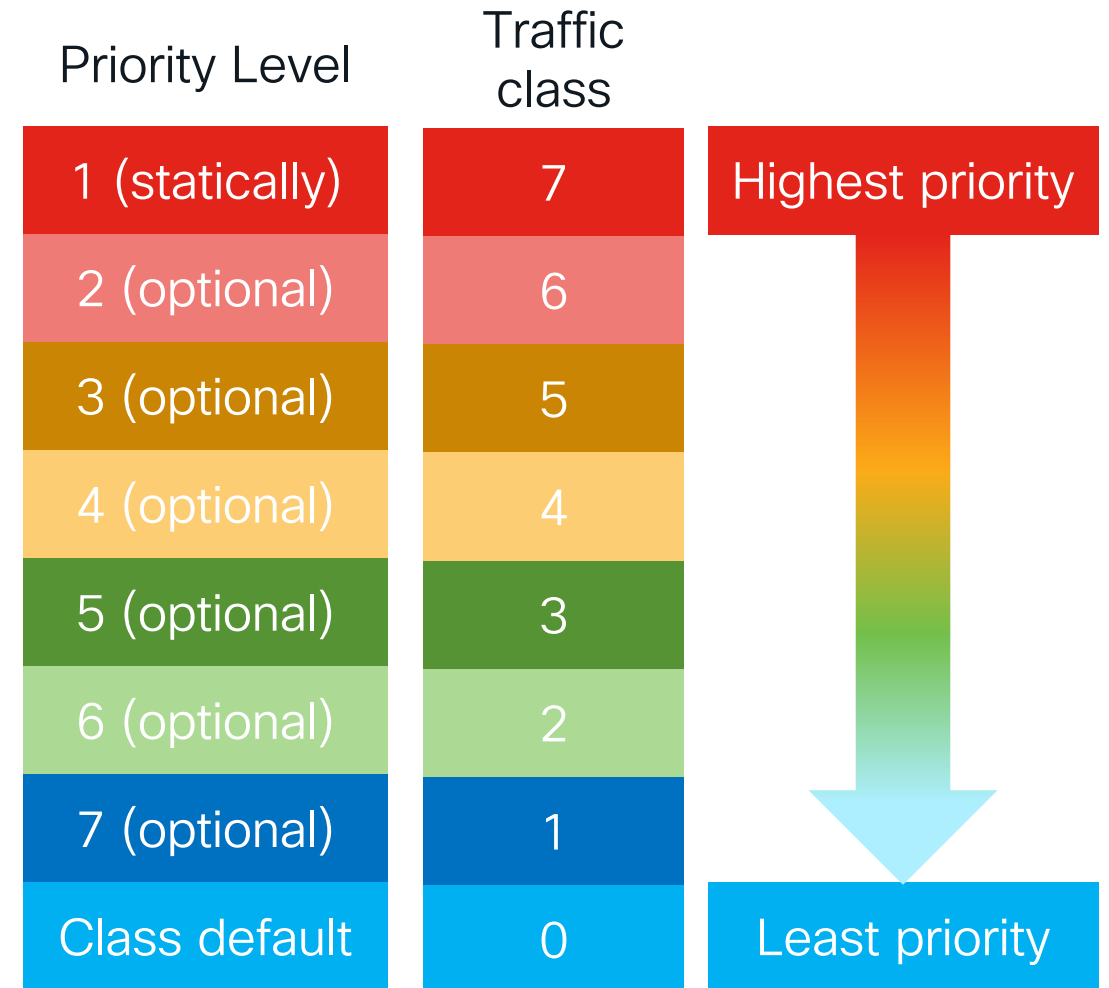 Priority Level
Traffic
class
1 (statically)
7
Highest priority
2 (optional)
6
3 (optional)
5
4 (optional)
4
5 (optional)
3
6 (optional)
2
7 (optional)
1
Class default
0
Least priority